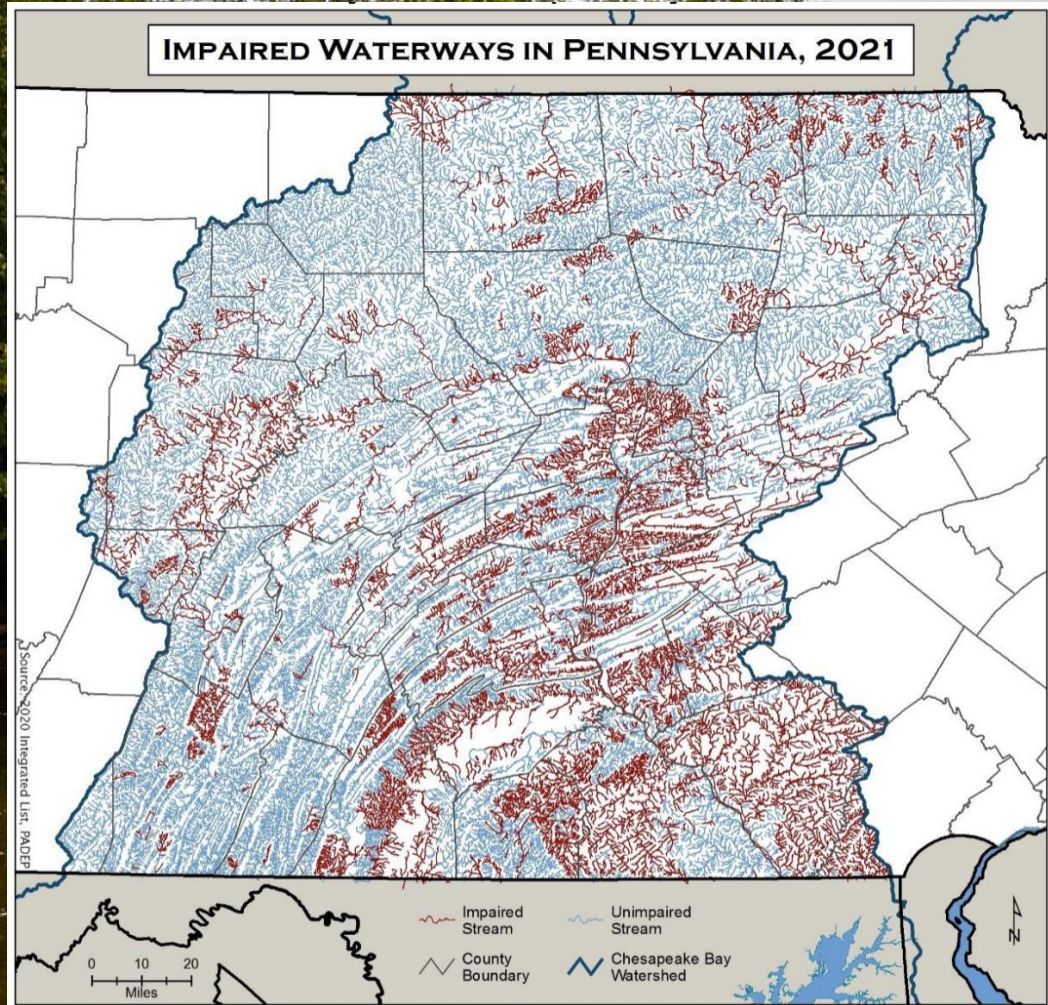 IMPAIRED WATERWAYS IN PENNSYLVANIA, 2021
Source: 2020 Integrated List, PADEP
Impaired
Stream
Unimpaired
Stream
County
Boundary
Chesapeake Bay
Watershed
0 10 20
Miles
N